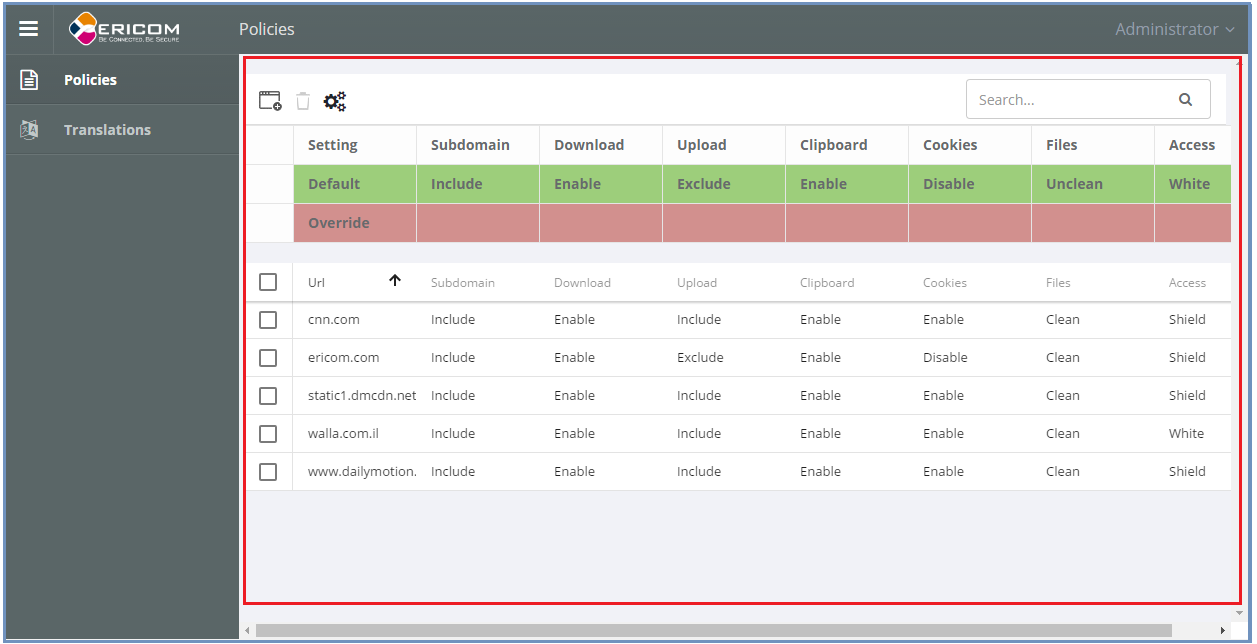 ERICOM
BE CONNECTED. BE SECURE
Policies
Administrator
Policies
Translations
Search...
Setting Subdomain Download Upload Clipboard Cookies Files Access
Default Include Enable Exclude Enable Disable Unclean White
Override
Url Subdomain Download Upload Clipboard Cookies Files Access
cnn.com Include Enable Include Enable Enable Clean Shield
ericom.com Include Enable Exclude Enable Disable Clean Shield
static1.dmcdn.net Include Enable Include Enable Enable Clean Shield
walla.com.il Include Enable Include Enable Enable Clean White
www.dailymotion. Include Enable Include Enable Enable Clean Shield